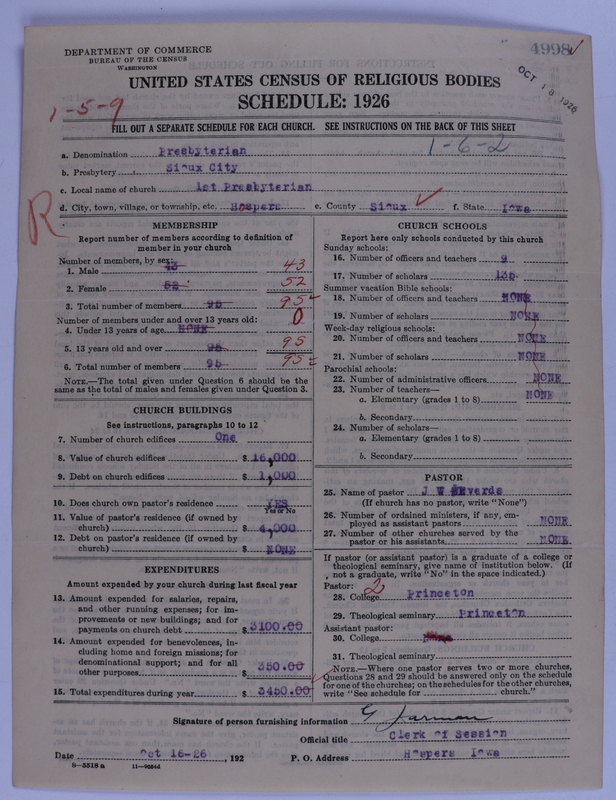 DEPARTMENT OF COMMERCE
BUREAU OF THE CENSUS
WASHINGTON
4998
OCT 18 1926
UNITED STATES CENSUS OF RELIGIOUS BODIES
SCHEDULE: 1926
1-5-9
FILL OUT A SEPARATE SCHEDULE FOR EACH CHURCH. SEE INSTRUCTIONS ON THE BACK OF THIS SHEET
1-6-2
a. Denomination Presbyterian
b. Presbytery Sioux City
c. Local name of church 1st Presbyterian
d. City, town, village, or township, etc. Hospers e. County Sioux f. State Iowa
R
MEMBERSHIP
Report number of members according to definition of
member in your church
Number of members, by sex:
1. Male 43 43
2. Female 52 52
3. Total number of members 95 95
Number of members under and over 13 years old:
4. Under 13 years of age NONE 0
5. 13 years old and over 95 95
6. Total number of members 95 95
NOTE.—The total given under Question 6 should be the
same as the total of males and females given under Question 3.
CHURCH BUILDINGS
See instructions, paragraphs 10 to 12
7. Number of church edifices One
8. Value of church edifices $ 16,000
9. Debt on church edifices $ 1,000
10. Does church own pastor's residence YES
Yes or No
11. Value of pastor's residence (if owned by
church) $ 4,000
12. Debt on pastor's residence (if owned by
church) $ NONE
EXPENDITURES
Amount expended by your church during last fiscal year
13. Amount expended for salaries, repairs,
and other running expenses; for im-
provements or new buildings; and for
payments on church debt $ 3100.00
14. Amount expended for benevolences, in-
cluding home and foreign missions; for
denominational support; and for all
other purposes $ 350.00
15. Total expenditures during year $ 3450.00
CHURCH SCHOOLS
Report here only schools conducted by this church
Sunday schools:
16. Number of officers and teachers 9
17. Number of scholars 135
Summer vacation Bible schools:
18. Number of officers and teachers NONE
19. Number of scholars NONE
Week-day religious schools:
20. Number of officers and teachers NONE
21. Number of scholars NONE
Parochial schools:
22. Number of administrative officers NONE
23. Number of teachers—
a. Elementary (grades 1 to 8) NONE
b. Secondary
24. Number of scholars—
a. Elementary (grades 1 to 8)
b. Secondary
PASTOR
25. Name of pastor J W
(If church has no pastor, write "None")
26. Number of ordained ministers, if any, em-
ployed as assistant pastors NONE
27. Number of other churches served by the
pastor or his assistants NONE
If pastor (or assistant pastor) is a graduate of a college or
theological seminary, give name of institution below. (If
not a graduate, write "No" in the space indicated.)
Pastor: 2
28. College Princeton
29. Theological seminary Princeton
Assistant pastor:
30. College
31. Theological seminary
NOTE.—Where one pastor serves two or more churches,
Questions 28 and 29 should be answered only on the schedule
for one of the churches; on the schedules for the other churches,
write "See schedule for church."
Signature of person furnishing information G Jarman
Official title Clerk of Session
Date Oct 16-26, 192 P. O. Address Hospers Iowa
8-5518 a